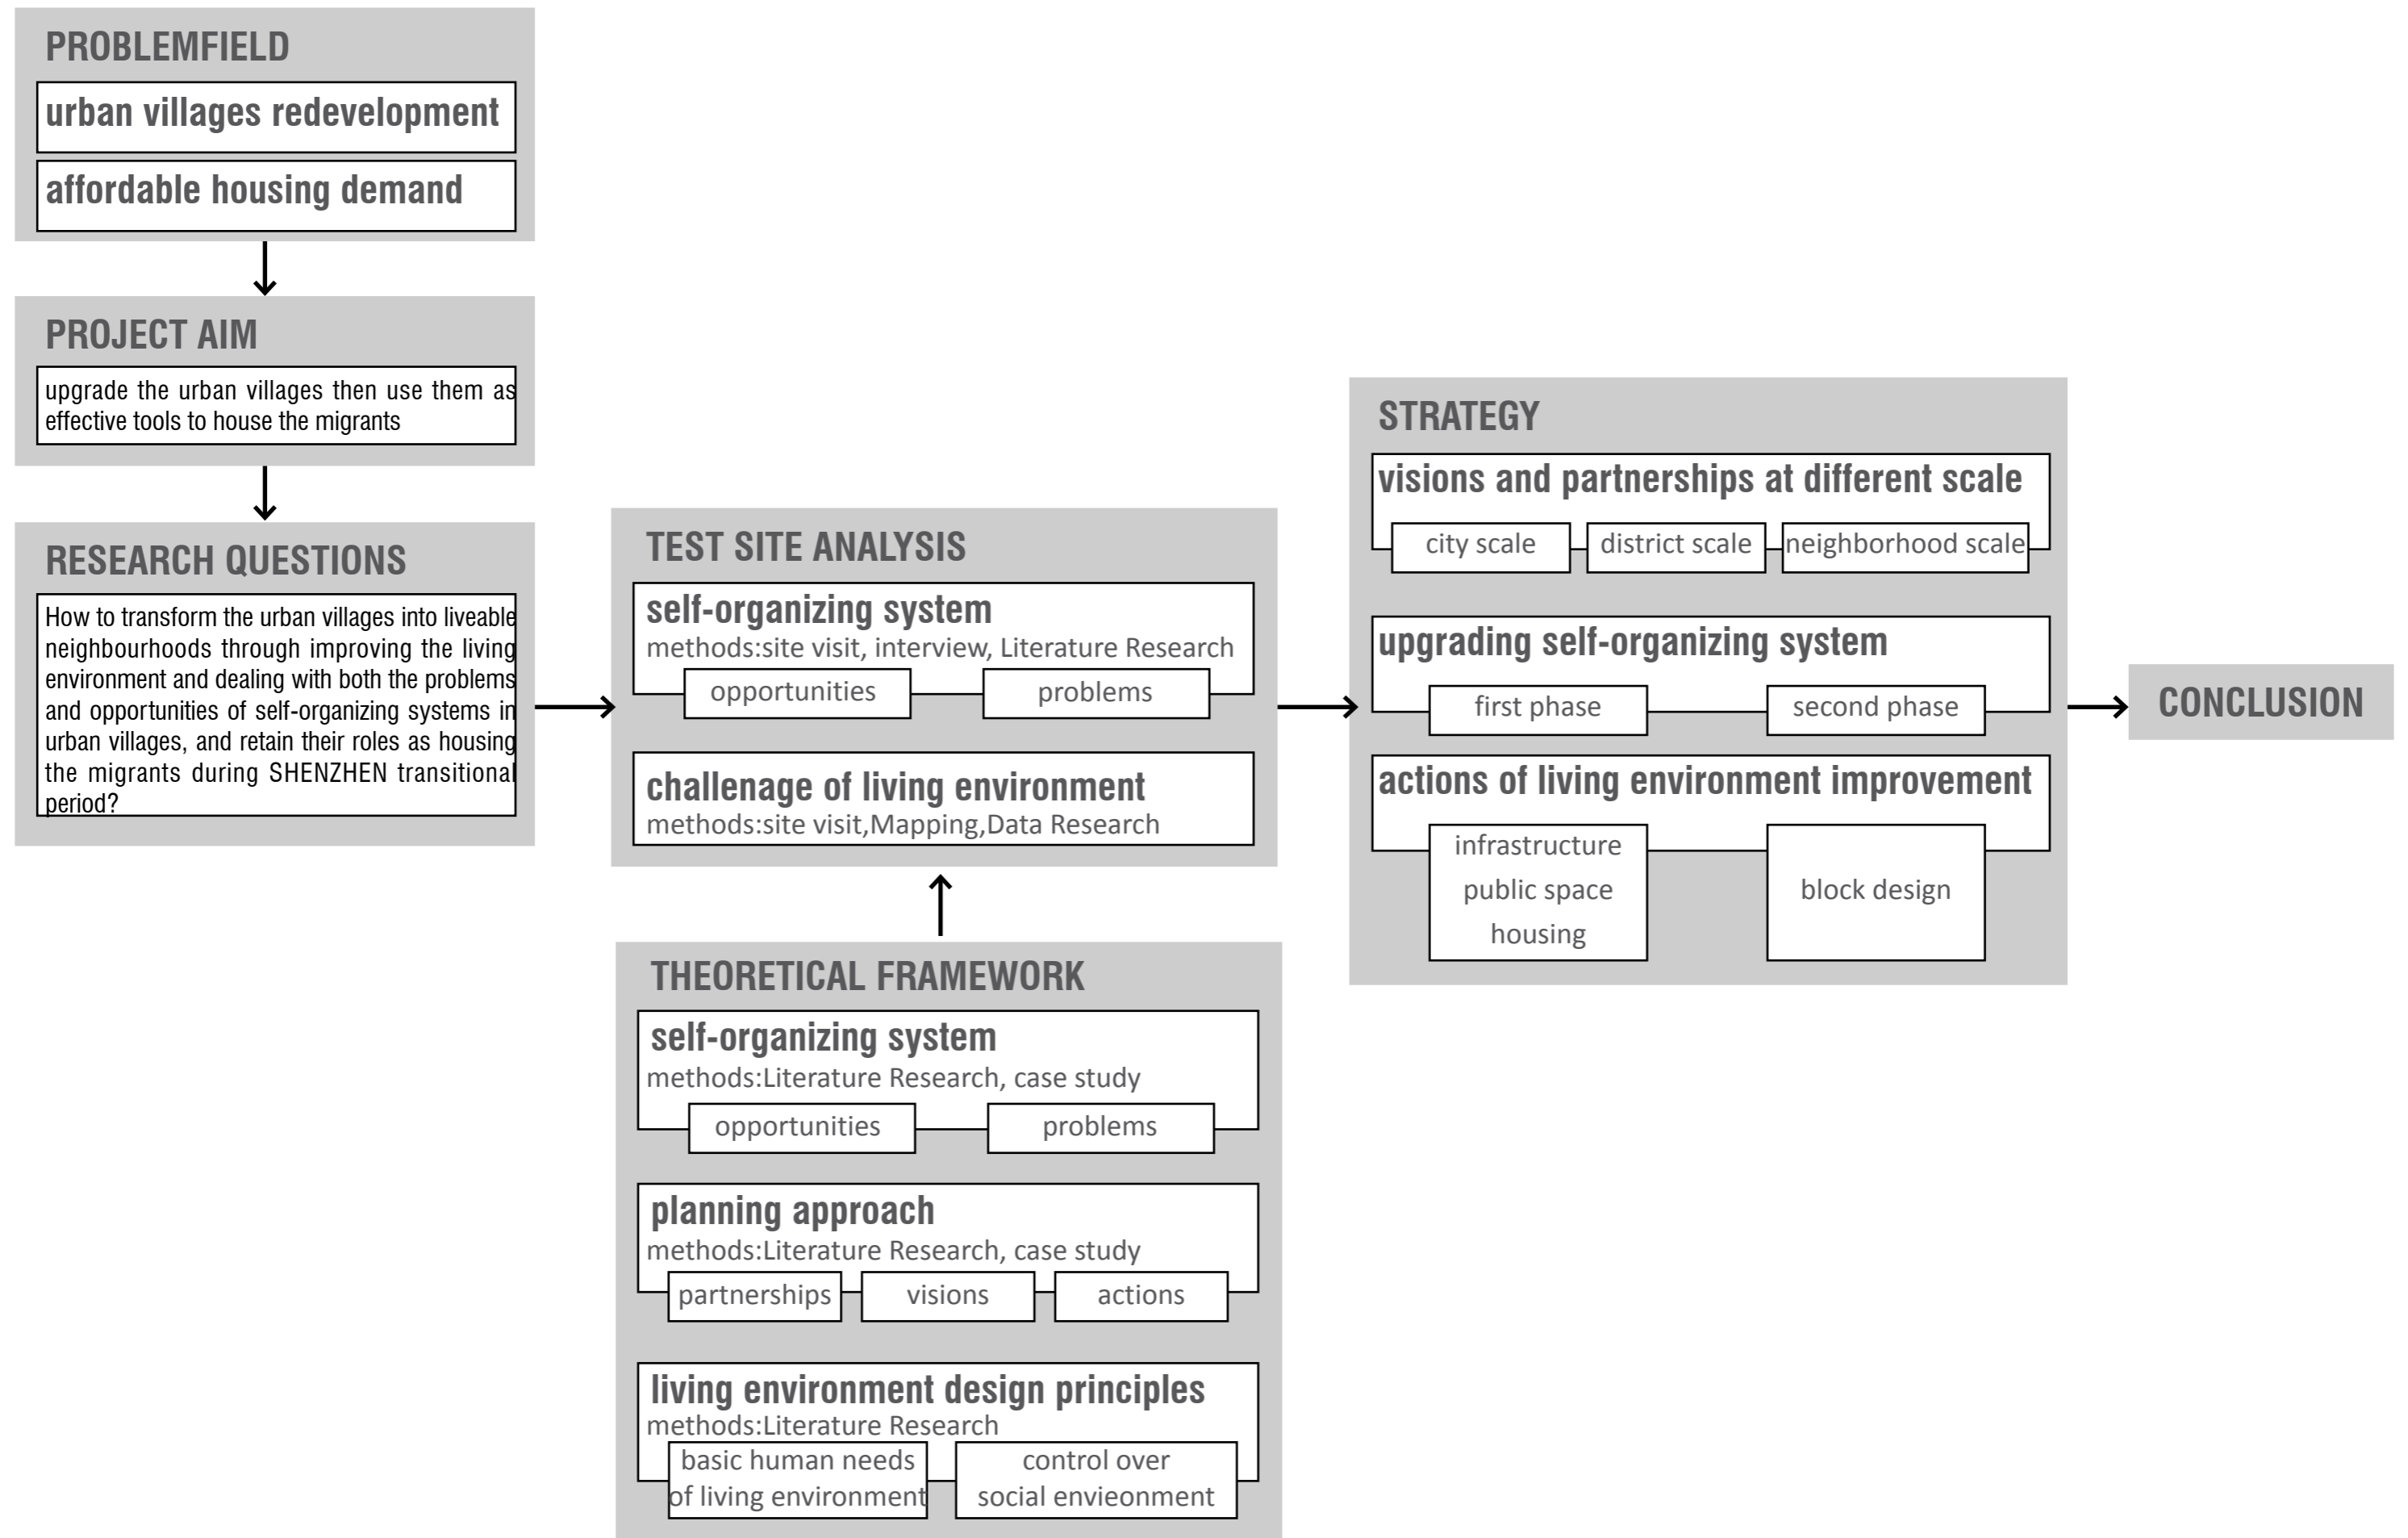 PROBLEMFIELD
urban villages redevelopment
affordable housing demand
PROJECT AIM
upgrade the urban villages then use them as
effective tools to house the migrants
RESEARCH QUESTIONS
How to transform the urban villages into liveable
neighbourhoods through improving the living
environment and dealing with both the problems
and opportunities of self-organizing systems in
urban villages, and retain their roles as housing
the migrants during SHENZHEN transitional
period?
TEST SITE ANALYSIS
self-organizing system
methods:site visit, interview, Literature Research
opportunities
problems
challenage of living environment
methods:site visit,Mapping,Data Research
THEORETICAL FRAMEWORK
self-organizing system
methods:Literature Research, case study
opportunities
problems
planning approach
methods:Literature Research, case study
partnerships
visions
actions
living environment design principles
methods:Literature Research
basic human needs
of living environment
control over
social envieonment
STRATEGY
visions and partnerships at different scale
city scale
district scale
neighborhood scale
upgrading self-organizing system
first phase
second phase
actions of living environment improvement
infrastructure
public space
housing
block design
CONCLUSION